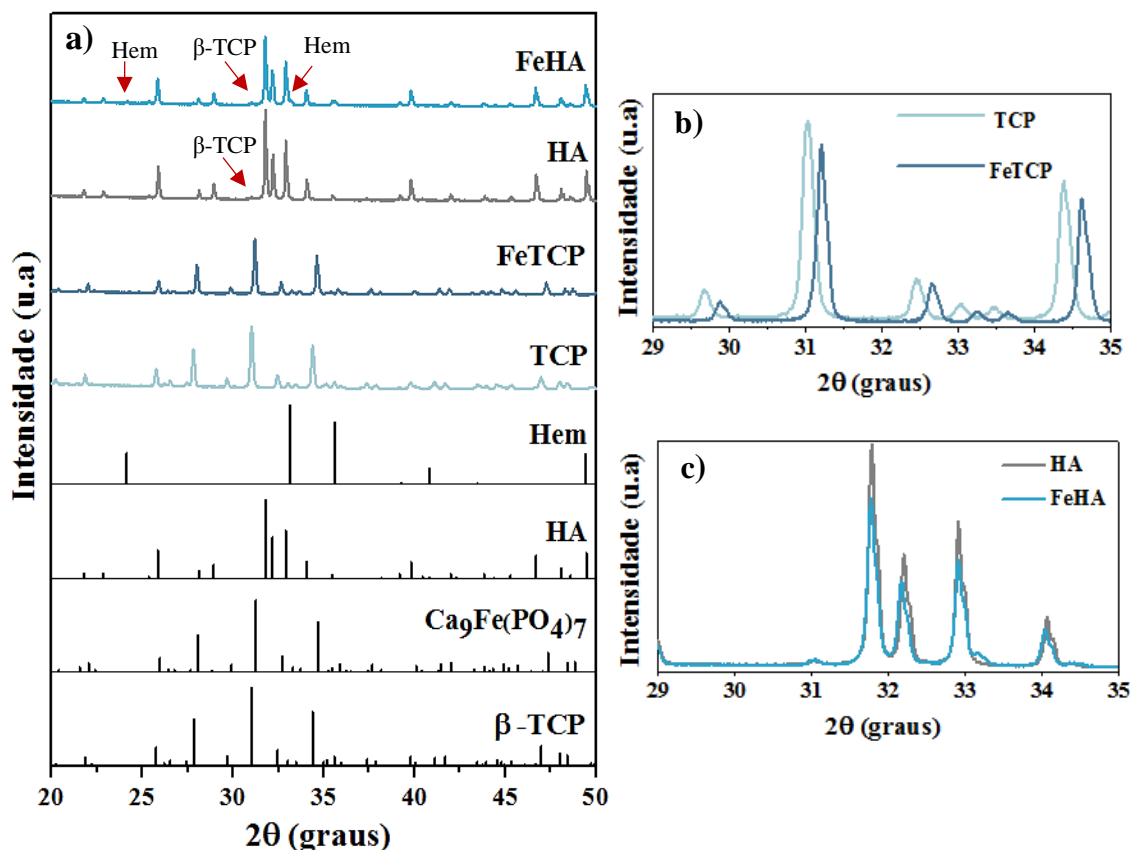 a)
Hem
β-TCP
Hem
FeHA
β-TCP
HA
FeTCP
TCP
Hem
HA
Ca9Fe(PO4)7
β-TCP
Intensidade (u.a)
20 25 30 35 40 45 50
2θ (graus)
b)
TCP
FeTCP
Intensidade (u.a)
29 30 31 32 33 34 35
2θ (graus)
c)
HA
FeHA
Intensidade (u.a)
29 30 31 32 33 34 35
2θ (graus)